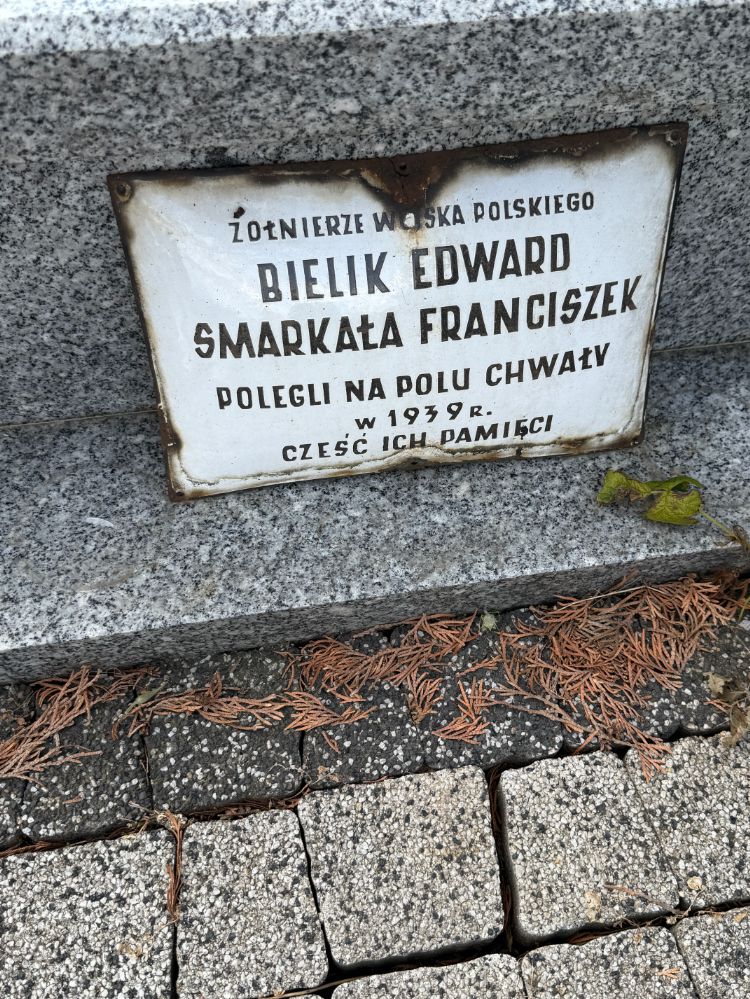 ŻOŁNIERZE WOJSKA POLSKIEGO
BIELIK EDWARD
SMARKAŁA FRANCISZEK
POLEGLI NA POLU CHWAŁY
W 1939 R.
CZEŚĆ ICH PAMIĘCI